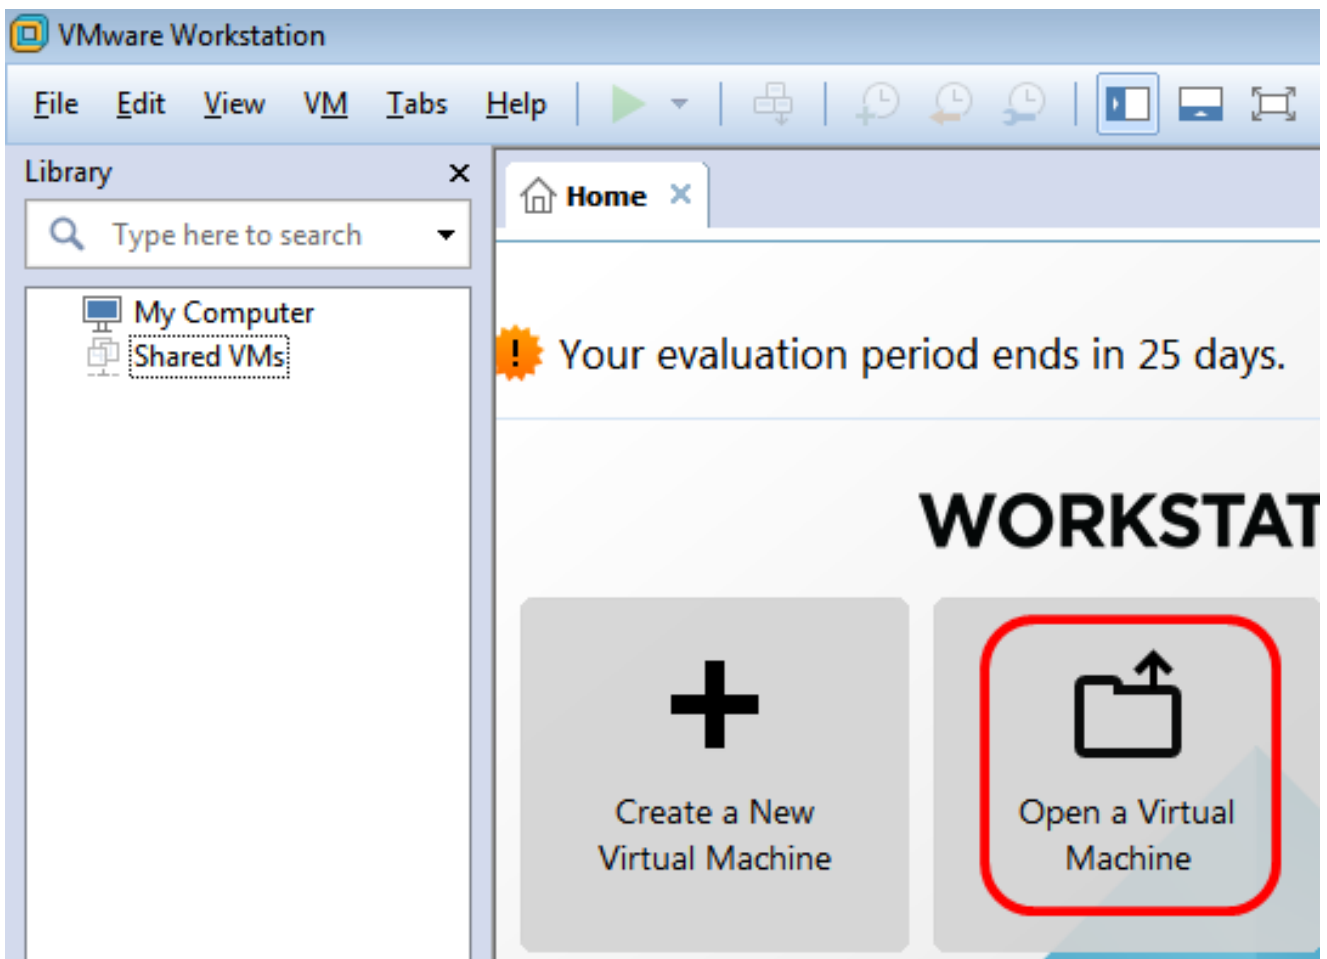 VMware Workstation
File Edit View VM Tabs Help
Library
Type here to search
My Computer
Shared VMs
Home
Your evaluation period ends in 25 days.
WORKSTAT
Create a New
Virtual Machine
Open a Virtual
Machine